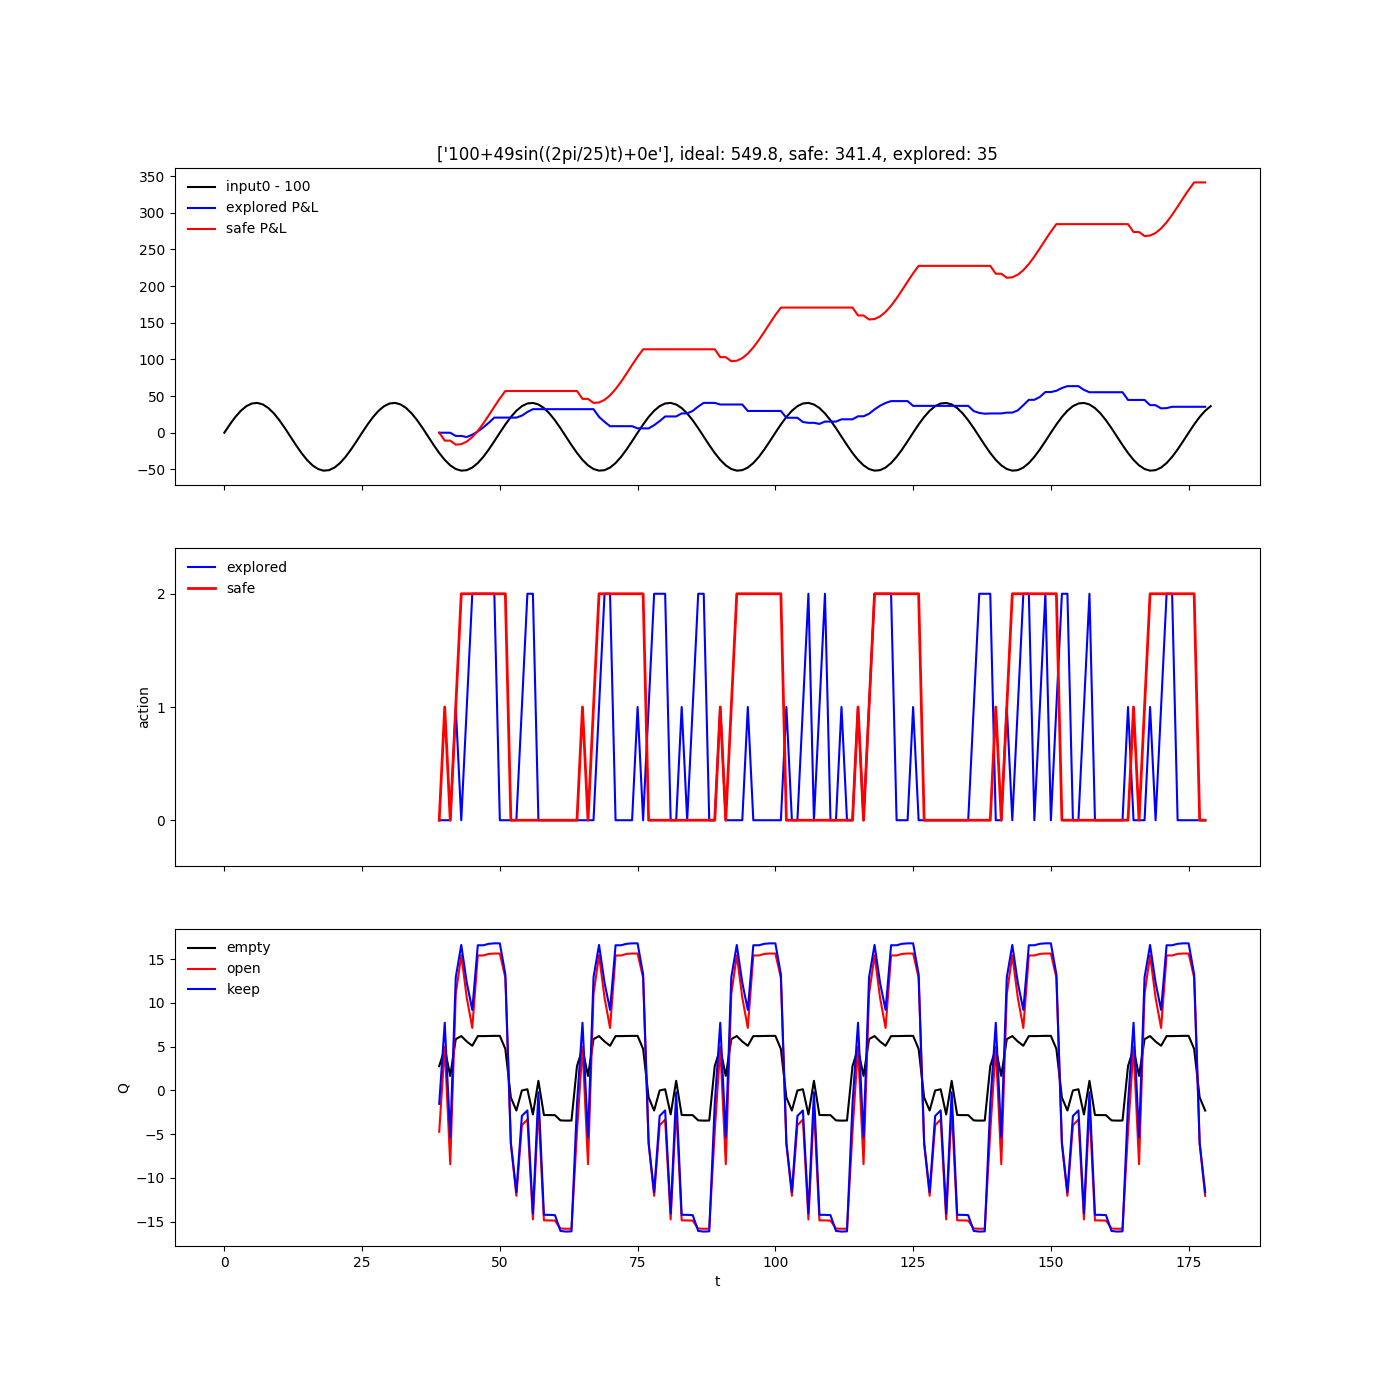 ['100+49sin((2pi/25)t)+0e'], ideal: 549.8, safe: 341.4, explored: 35
350
300
250
200
150
100
50
0
−50
input0 - 100
explored P&L
safe P&L
2
1
0
action
explored
safe
15
10
5
0
−5
−10
−15
Q
empty
open
keep
0 25 50 75 100 125 150 175
t